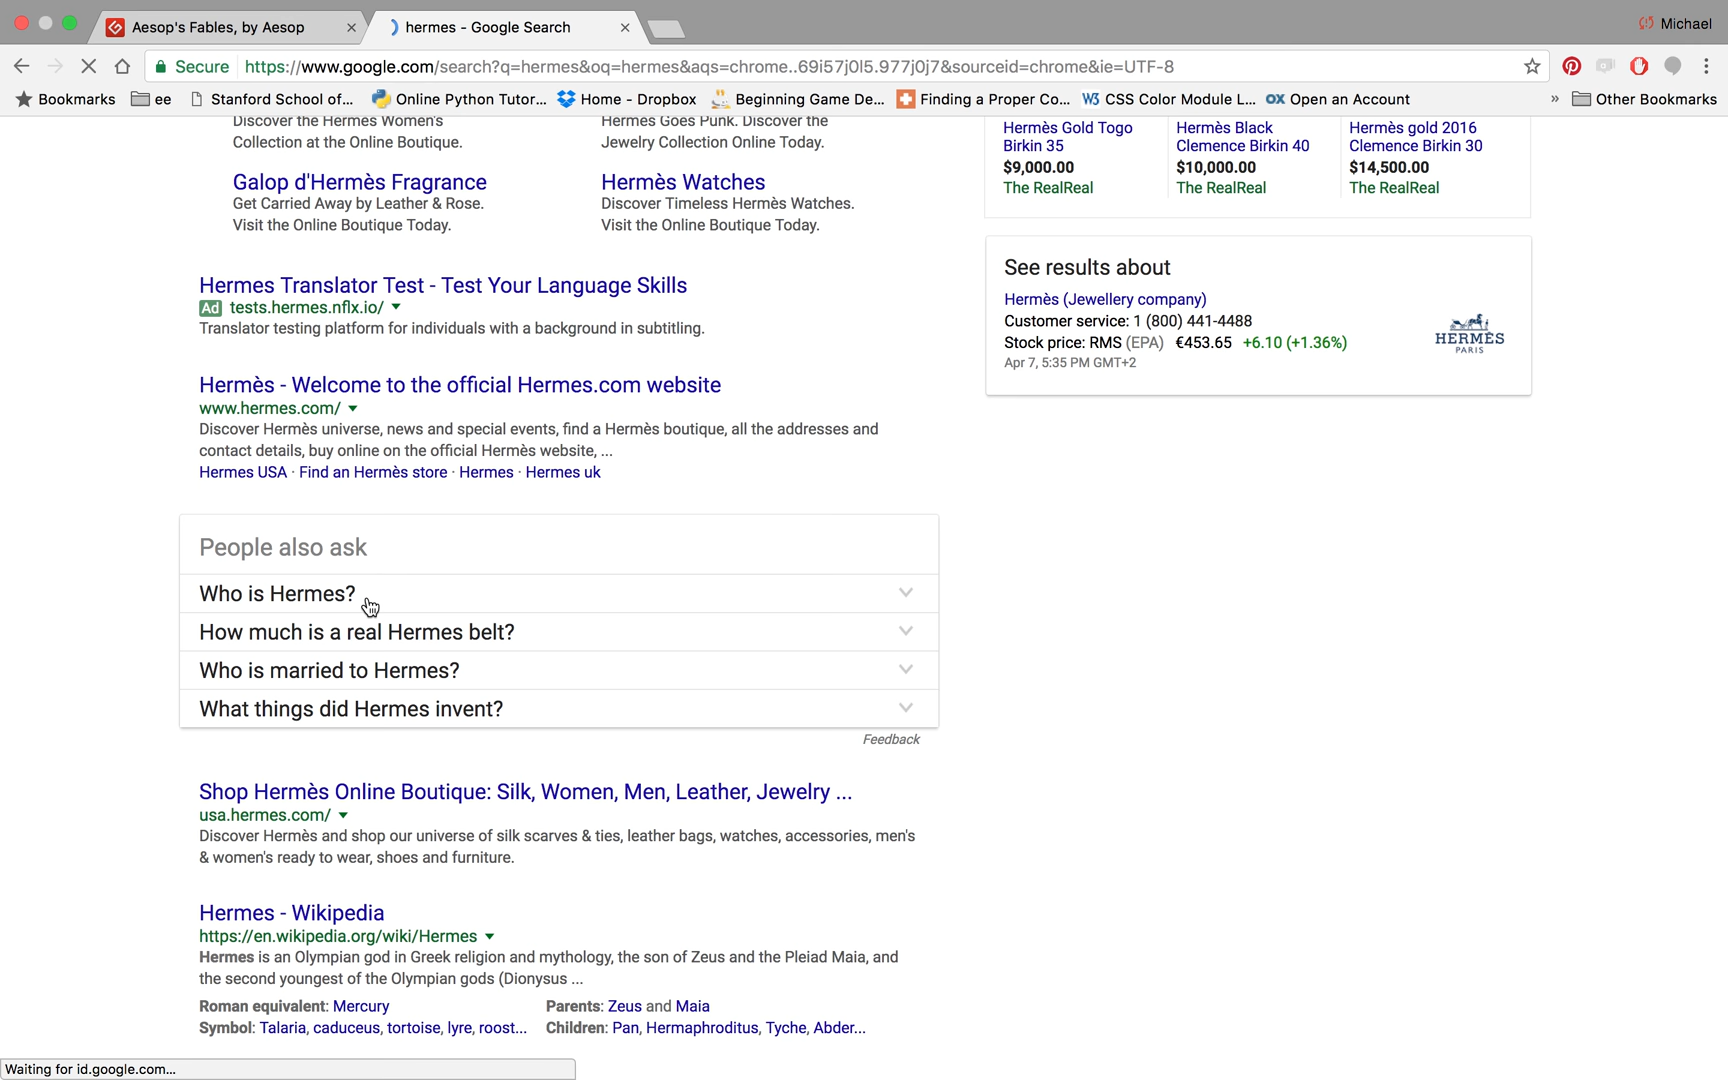 Aesop's Fables, by Aesop
hermes - Google Search
Michael
Secure https://www.google.com/search?q=hermes&oq=hermes&aqs=chrome..69i57j0l5.977j0j7&sourceid=chrome&ie=UTF-8
Bookmarks ee Stanford School of... Online Python Tutor... Home - Dropbox Beginning Game De... Finding a Proper Co... W3 CSS Color Module L... OX Open an Account » Other Bookmarks
Discover the Hermes Women's
Collection at the Online Boutique.
Hermes Goes Punk. Discover the
Jewelry Collection Online Today.
Galop d'Hermès Fragrance
Get Carried Away by Leather & Rose.
Visit the Online Boutique Today.
Hermès Watches
Discover Timeless Hermès Watches.
Visit the Online Boutique Today.
Hermes Translator Test - Test Your Language Skills
Ad tests.hermes.nflx.io/
Translator testing platform for individuals with a background in subtitling.
Hermès - Welcome to the official Hermes.com website
www.hermes.com/
Discover Hermès universe, news and special events, find a Hermès boutique, all the addresses and
contact details, buy online on the official Hermès website, ...
Hermes USA · Find an Hermès store · Hermes · Hermes uk
People also ask
Who is Hermes?
How much is a real Hermes belt?
Who is married to Hermes?
What things did Hermes invent?
Feedback
Shop Hermès Online Boutique: Silk, Women, Men, Leather, Jewelry ...
usa.hermes.com/
Discover Hermès and shop our universe of silk scarves & ties, leather bags, watches, accessories, men's
& women's ready to wear, shoes and furniture.
Hermes - Wikipedia
https://en.wikipedia.org/wiki/Hermes
Hermes is an Olympian god in Greek religion and mythology, the son of Zeus and the Pleiad Maia, and
the second youngest of the Olympian gods (Dionysus ...
Roman equivalent: Mercury
Parents: Zeus and Maia
Symbol: Talaria, caduceus, tortoise, lyre, roost...
Children: Pan, Hermaphroditus, Tyche, Abder...
Hermès Gold Togo
Birkin 35
$9,000.00
The RealReal
Hermès Black
Clemence Birkin 40
$10,000.00
The RealReal
Hermès gold 2016
Clemence Birkin 30
$14,500.00
The RealReal
See results about
Hermès (Jewellery company)
Customer service: 1 (800) 441-4488
Stock price: RMS (EPA) €453.65 +6.10 (+1.36%)
Apr 7, 5:35 PM GMT+2
HERMÈS
PARIS
Waiting for id.google.com...